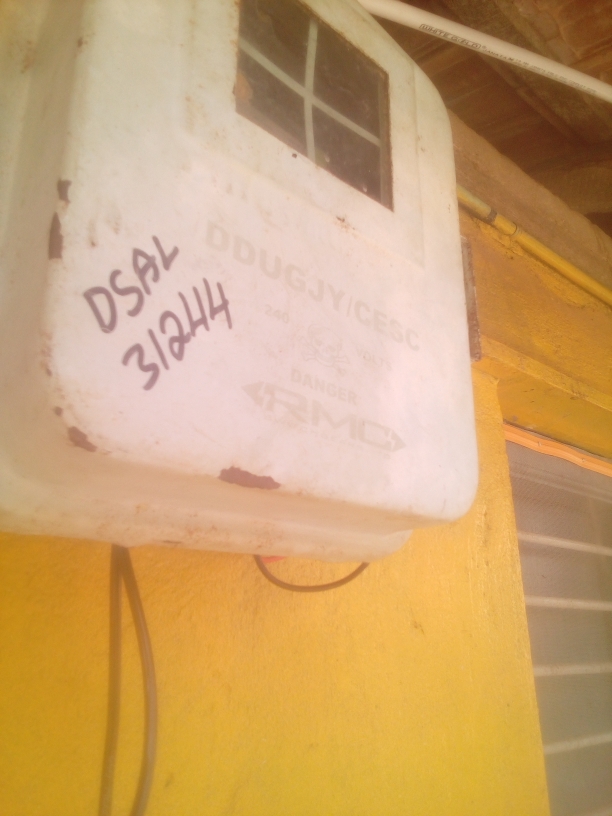 DDUGJY/CESC
DSAL
31244
DANGER
RMC